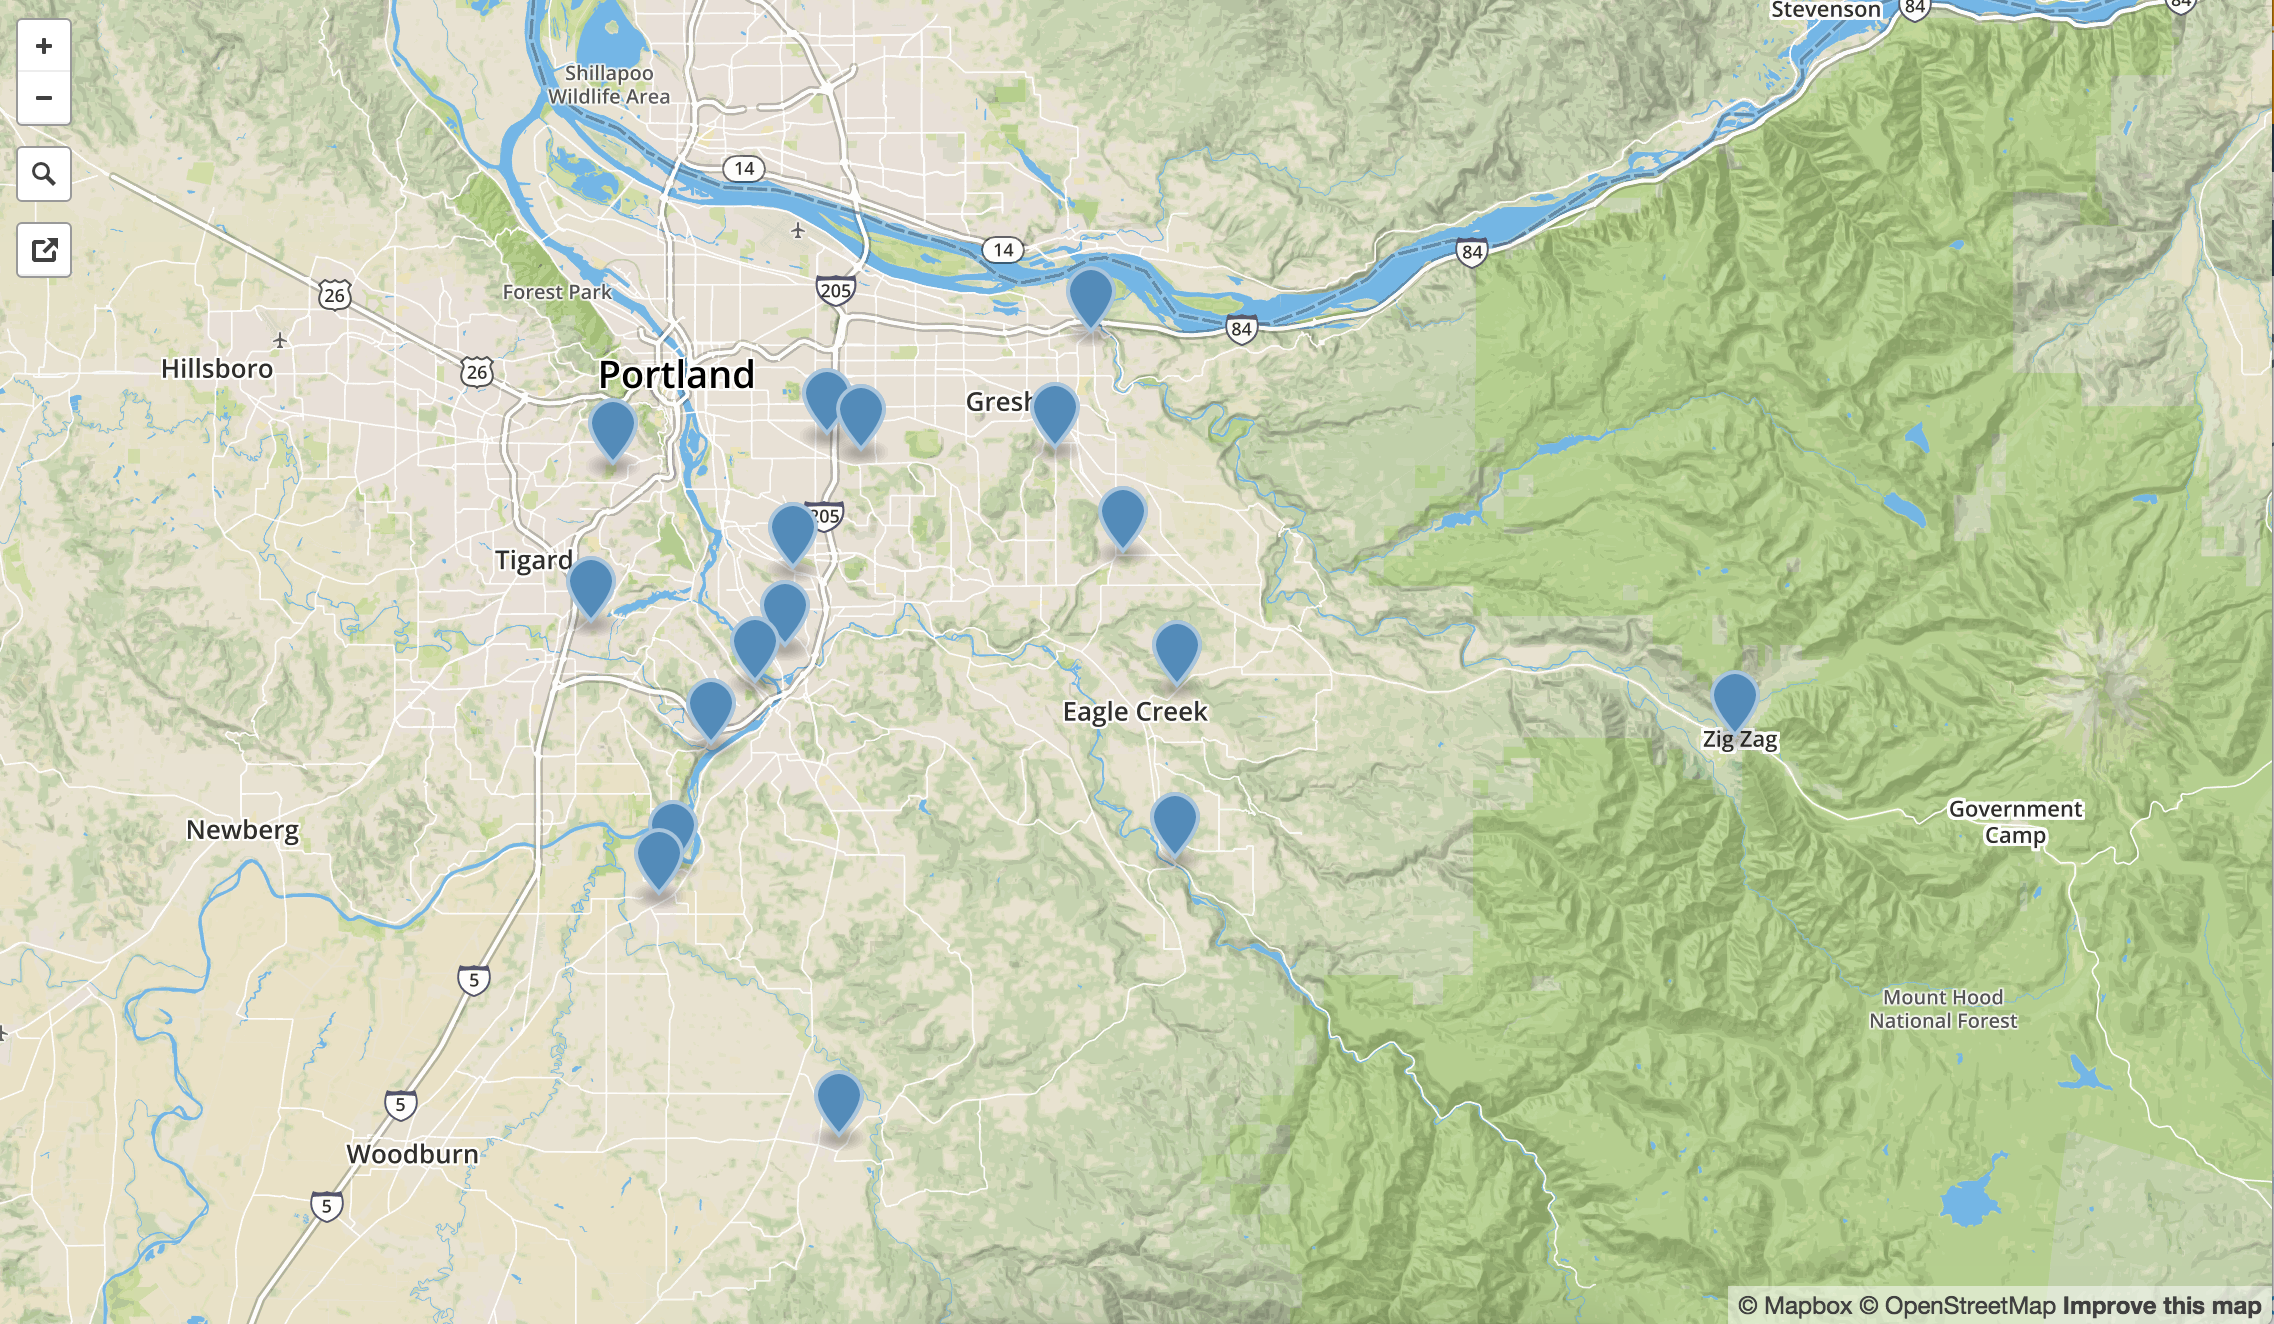 Stevenson
84
84
+
Shillapoo
Wildlife Area
−
14
14
84
26
Forest Park
205
84
Hillsboro
26
Portland
Gresh
205
Tigard
Eagle Creek
Zig Zag
Government
Camp
Newberg
5
Mount Hood
National Forest
5
Woodburn
5
© Mapbox © OpenStreetMap Improve this map